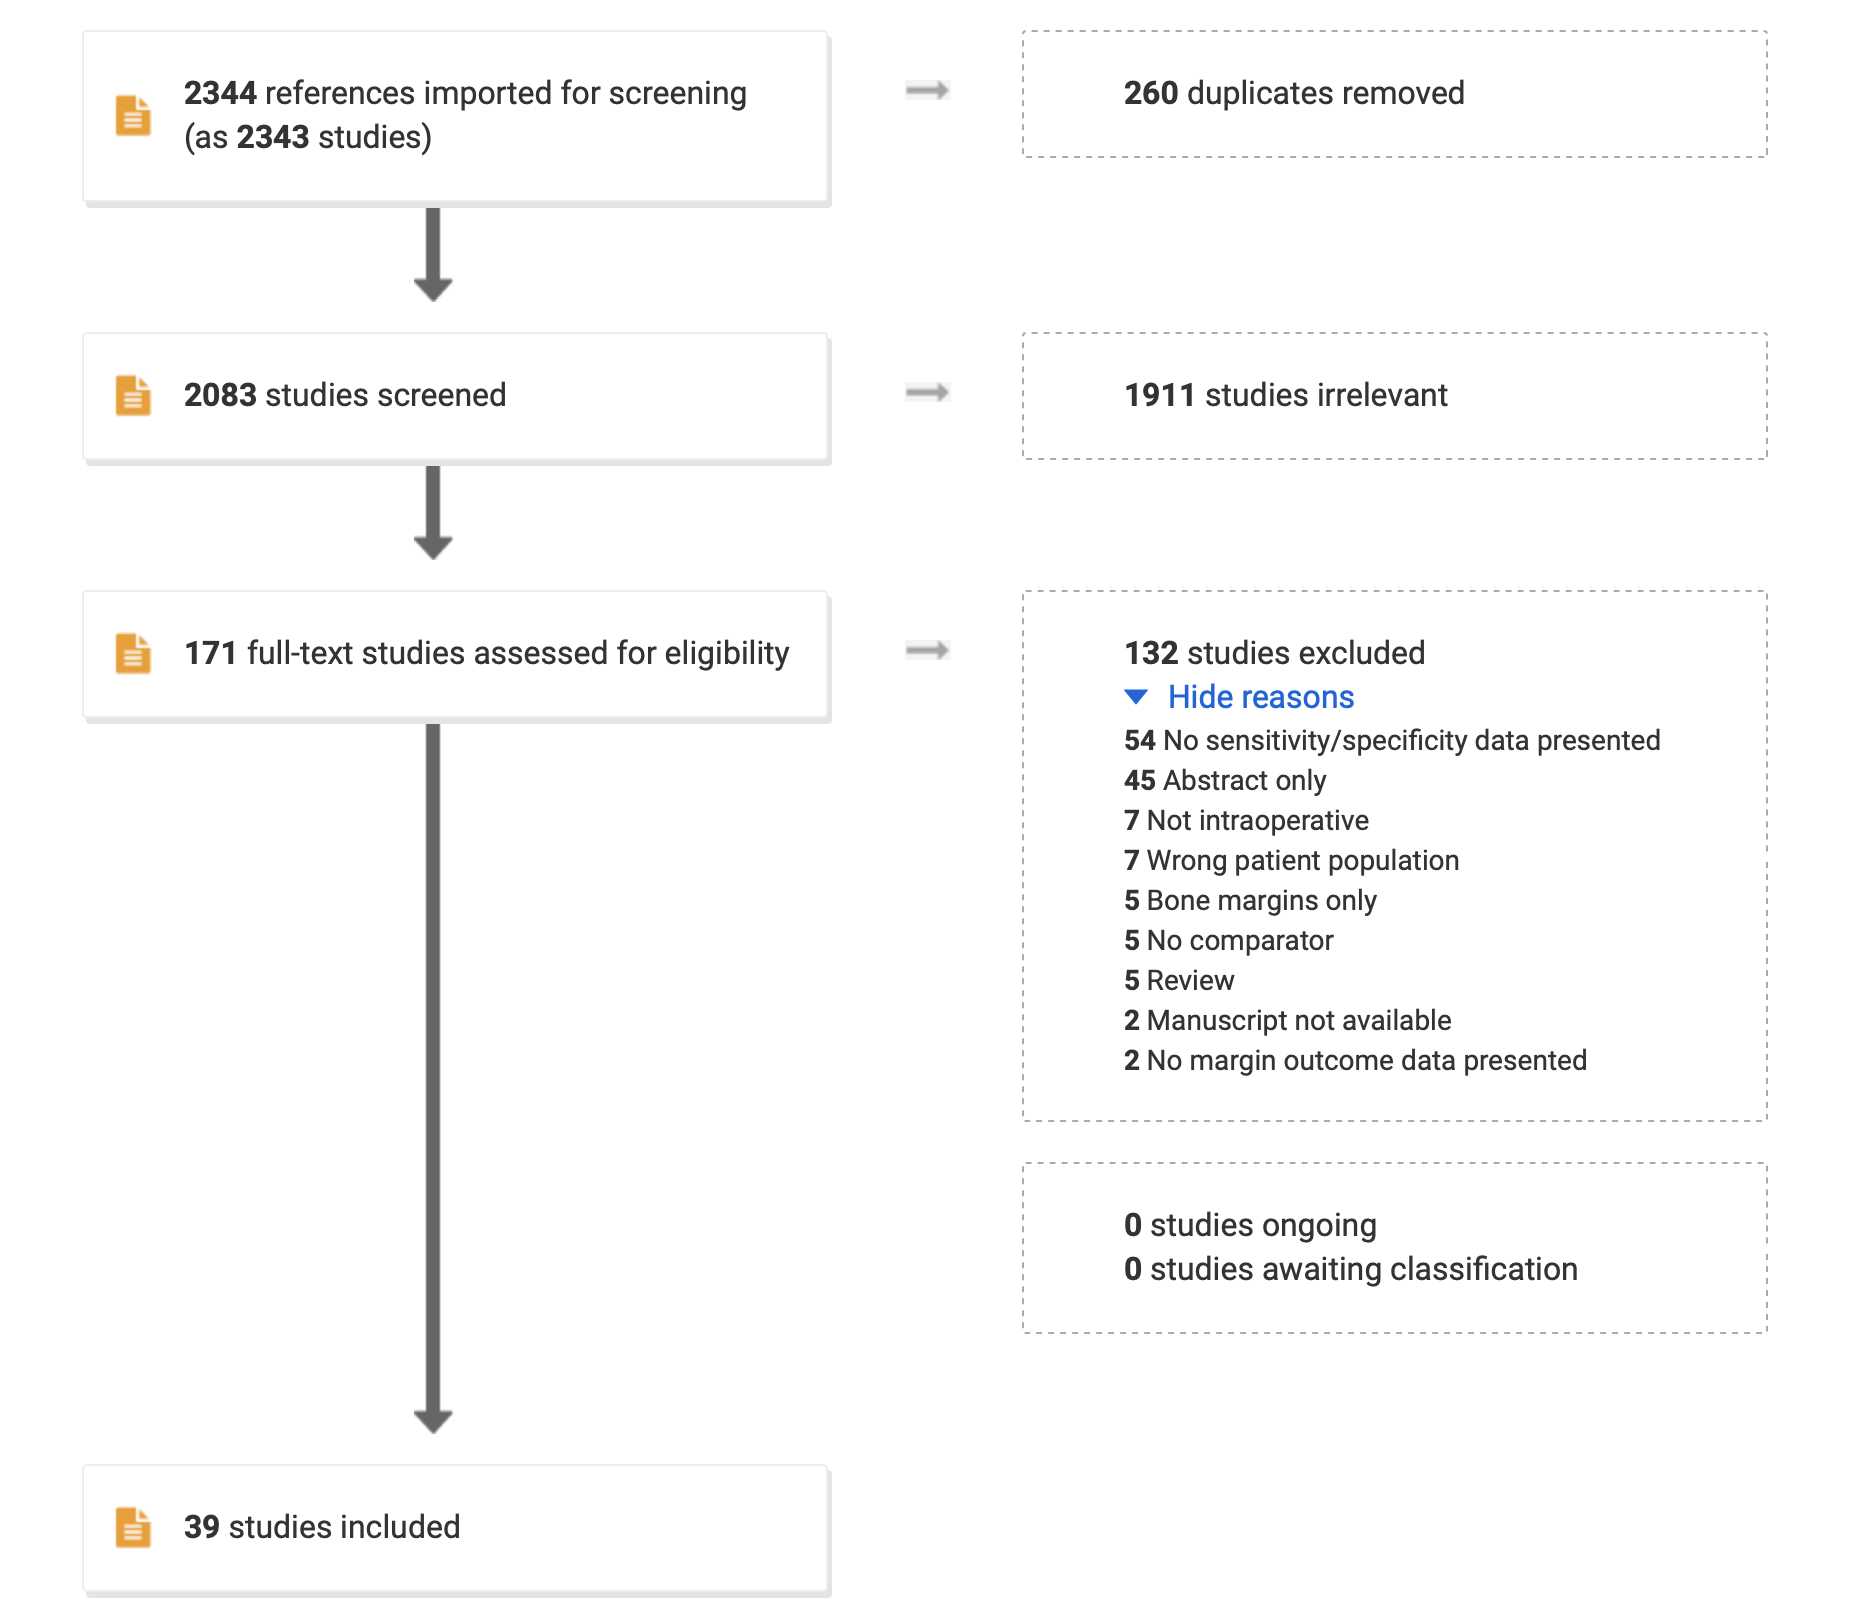 2344 references imported for screening
(as 2343 studies)
260 duplicates removed
2083 studies screened
1911 studies irrelevant
171 full-text studies assessed for eligibility
132 studies excluded
Hide reasons
54 No sensitivity/specificity data presented
45 Abstract only
7 Not intraoperative
7 Wrong patient population
5 Bone margins only
5 No comparator
5 Review
2 Manuscript not available
2 No margin outcome data presented
0 studies ongoing
0 studies awaiting classification
39 studies included